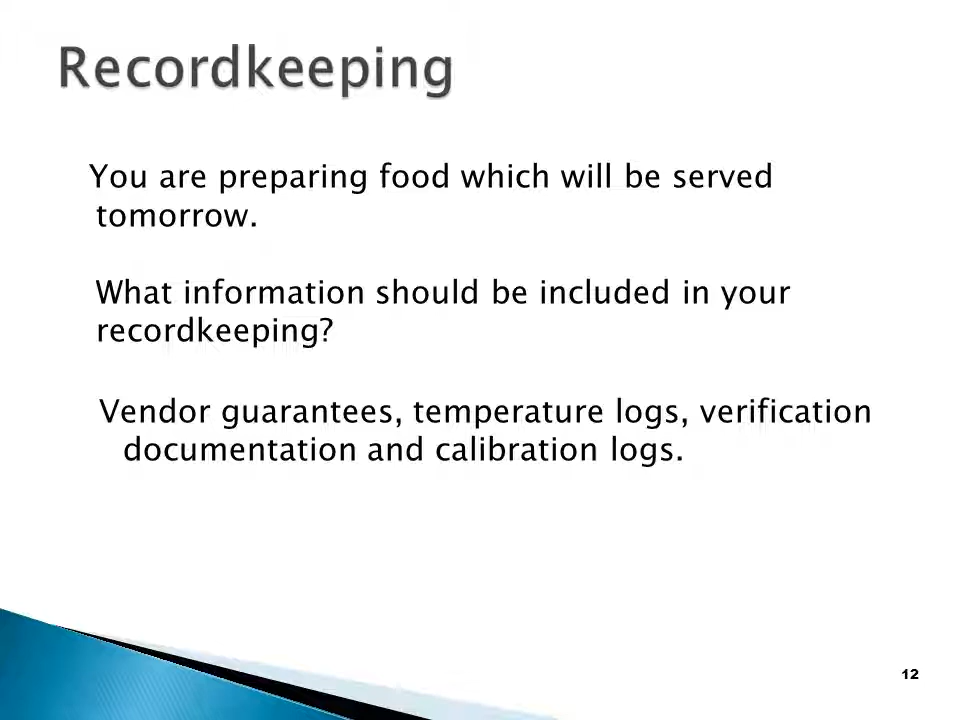 Recordkeeping
You are preparing food which will be served
tomorrow.
What information should be included in your
recordkeeping?
Vendor guarantees, temperature logs, verification
documentation and calibration logs.
12